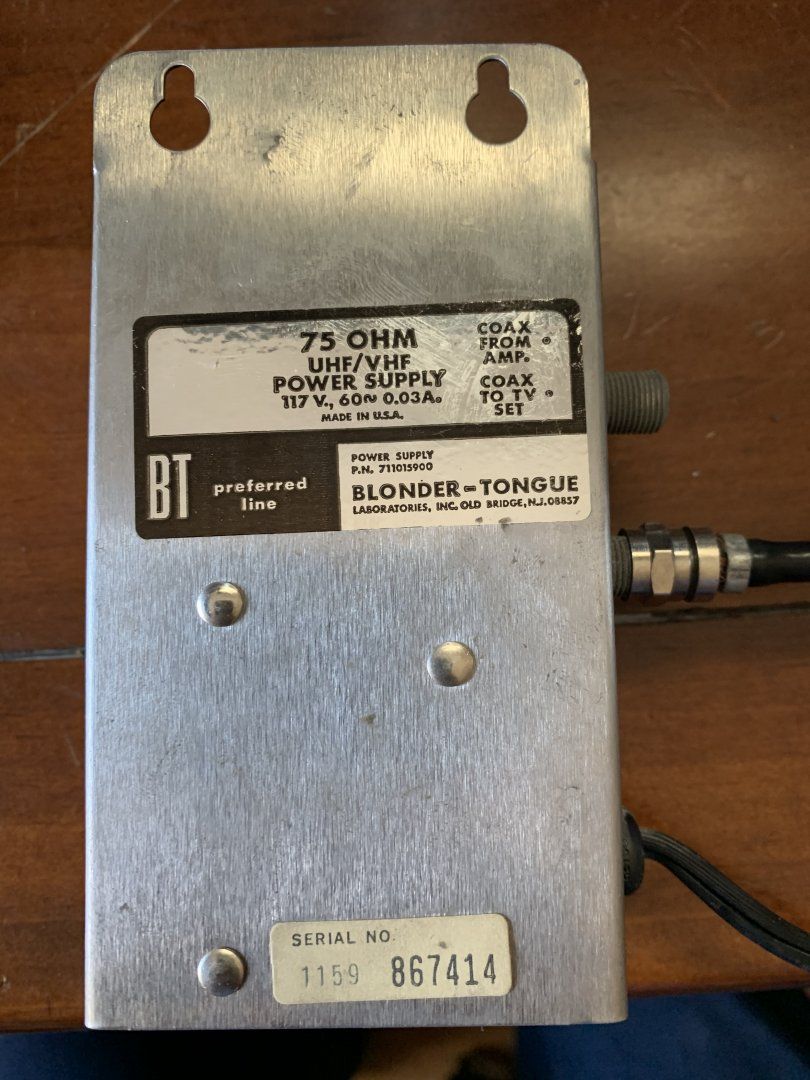 75 OHM
UHF/VHF
POWER SUPPLY
117 V., 60~ 0.03A.
MADE IN U.S.A.
COAX
FROM
AMP.
COAX
TO TV
SET
BT
preferred
line
POWER SUPPLY
P.N. 711015900
BLONDER-TONGUE
LABORATORIES, INC. OLD BRIDGE, N.J. 08857
SERIAL NO.
1159 867414